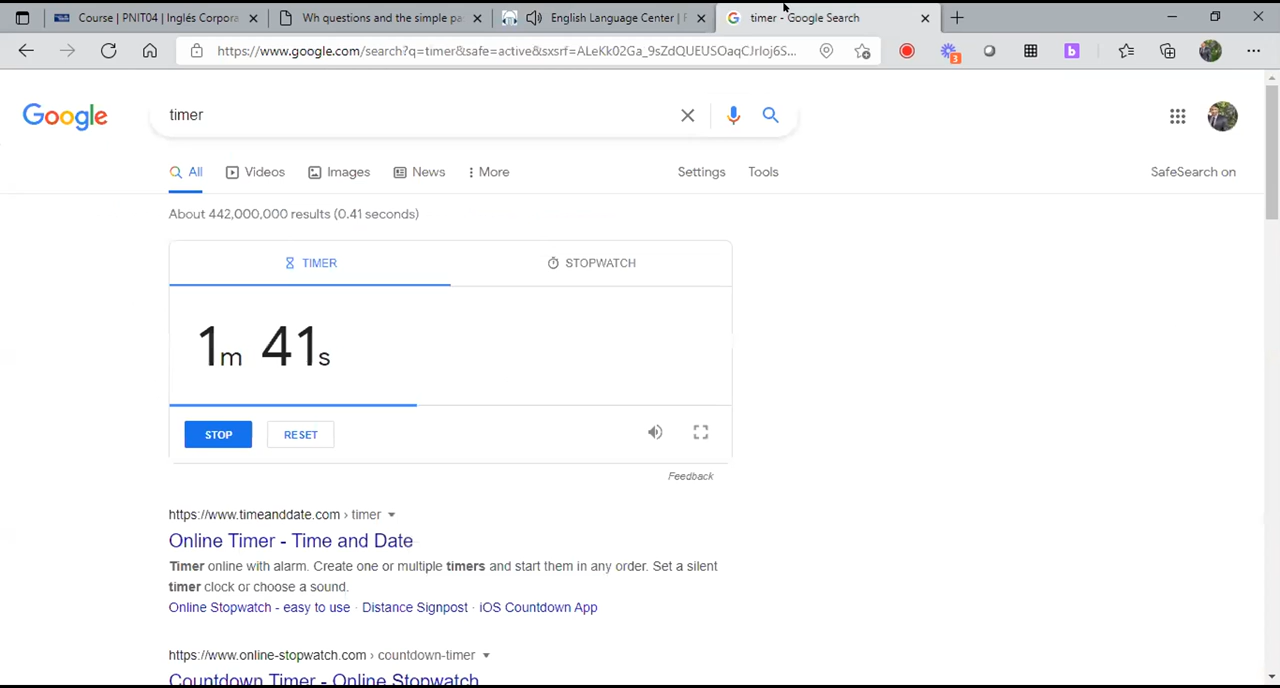 Course | PNIT04 | Inglés Corpora
Wh questions and the simple pa
English Language Center | F
timer - Google Search
https://www.google.com/search?q=timer&safe=active&sxsrf=ALeKk02Ga_9sZdQUEUSOaqCJrIoj6S...
3
b
Google
timer
All
Videos
Images
News
More
Settings
Tools
SafeSearch on
About 442,000,000 results (0.41 seconds)
TIMER
STOPWATCH
1m 41s
STOP
RESET
Feedback
https://www.timeanddate.com › timer
Online Timer - Time and Date
Timer online with alarm. Create one or multiple timers and start them in any order. Set a silent
timer clock or choose a sound.
Online Stopwatch - easy to use · Distance Signpost · iOS Countdown App
https://www.online-stopwatch.com › countdown-timer
Countdown Timer - Online Stopwatch